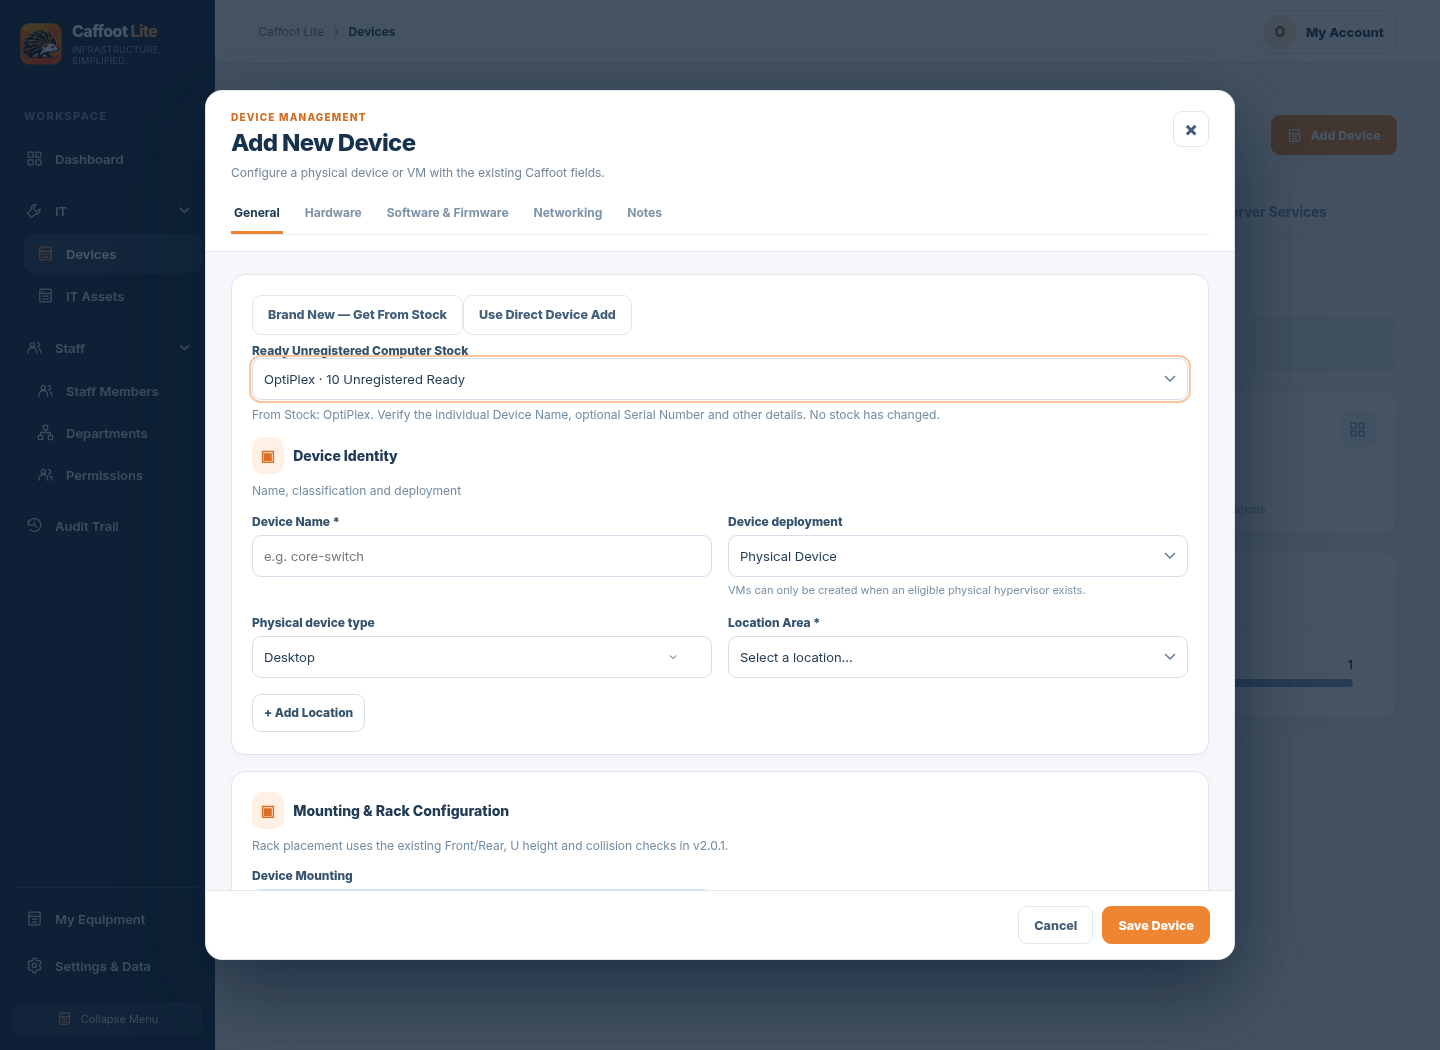 Caffoot Lite
INFRASTRUCTURE,
SIMPLIFIED.
Caffoot Lite › Devices
O My Account
WORKSPACE
Dashboard
IT
Devices
IT Assets
Staff
Staff Members
Departments
Permissions
Audit Trail
My Equipment
Settings & Data
Collapse Menu
Add Device
erver Services
ations
1
DEVICE MANAGEMENT
Add New Device
Configure a physical device or VM with the existing Caffoot fields.
General Hardware Software & Firmware Networking Notes
Brand New — Get From Stock Use Direct Device Add
Ready Unregistered Computer Stock
OptiPlex · 10 Unregistered Ready
From Stock: OptiPlex. Verify the individual Device Name, optional Serial Number and other details. No stock has changed.
Device Identity
Name, classification and deployment
Device Name * Device deployment
e.g. core-switch Physical Device
VMs can only be created when an eligible physical hypervisor exists.
Physical device type Location Area *
Desktop Select a location...
+ Add Location
Mounting & Rack Configuration
Rack placement uses the existing Front/Rear, U height and collision checks in v2.0.1.
Device Mounting
Cancel Save Device